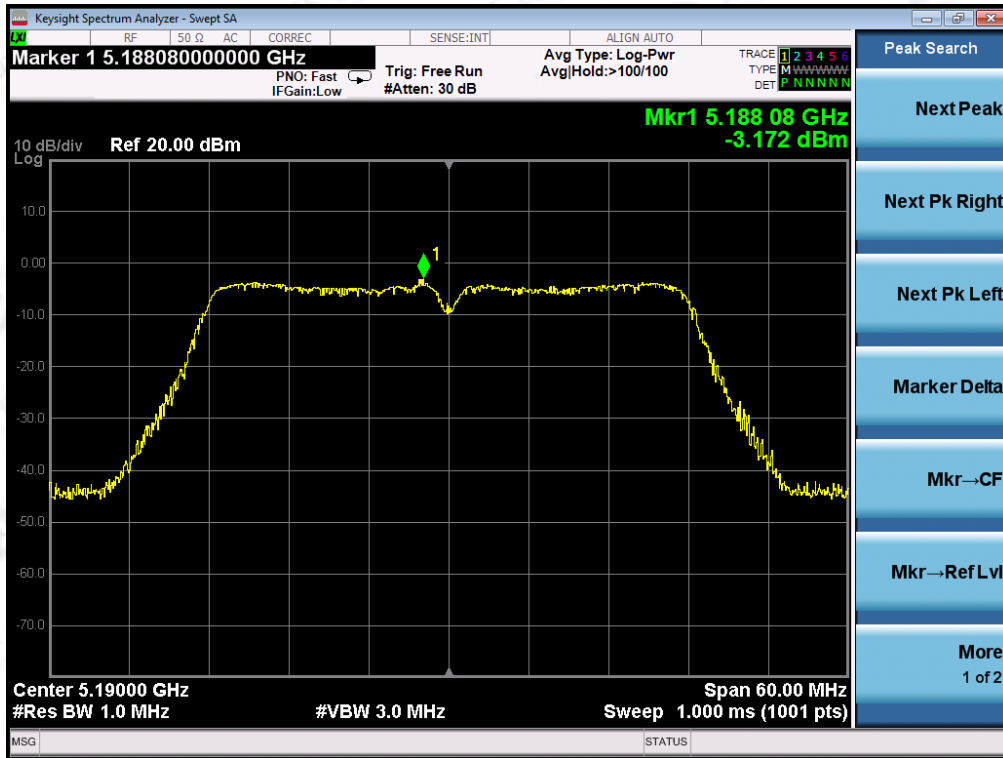 Keysight Spectrum Analyzer - Swept SA
LXI
RF 50 Ω AC CORREC SENSE:INT ALIGN AUTO
Marker 1 5.188080000000 GHz
PNO: Fast
IFGain:Low
Trig: Free Run
#Atten: 30 dB
Avg Type: Log-Pwr
Avg|Hold:>100/100
TRACE 1 2 3 4 5 6
TYPE M WWWWW
DET P N N N N N
Mkr1 5.188 08 GHz
-3.172 dBm
10 dB/div Ref 20.00 dBm
Log
10.0
0.00
-10.0
-20.0
-30.0
-40.0
-50.0
-60.0
-70.0
1
Center 5.19000 GHz
Span 60.00 MHz
#Res BW 1.0 MHz
#VBW 3.0 MHz
Sweep 1.000 ms (1001 pts)
MSG
STATUS
Peak Search
Next Peak
Next Pk Right
Next Pk Left
Marker Delta
Mkr→CF
Mkr→Ref Lvl
More
1 of 2